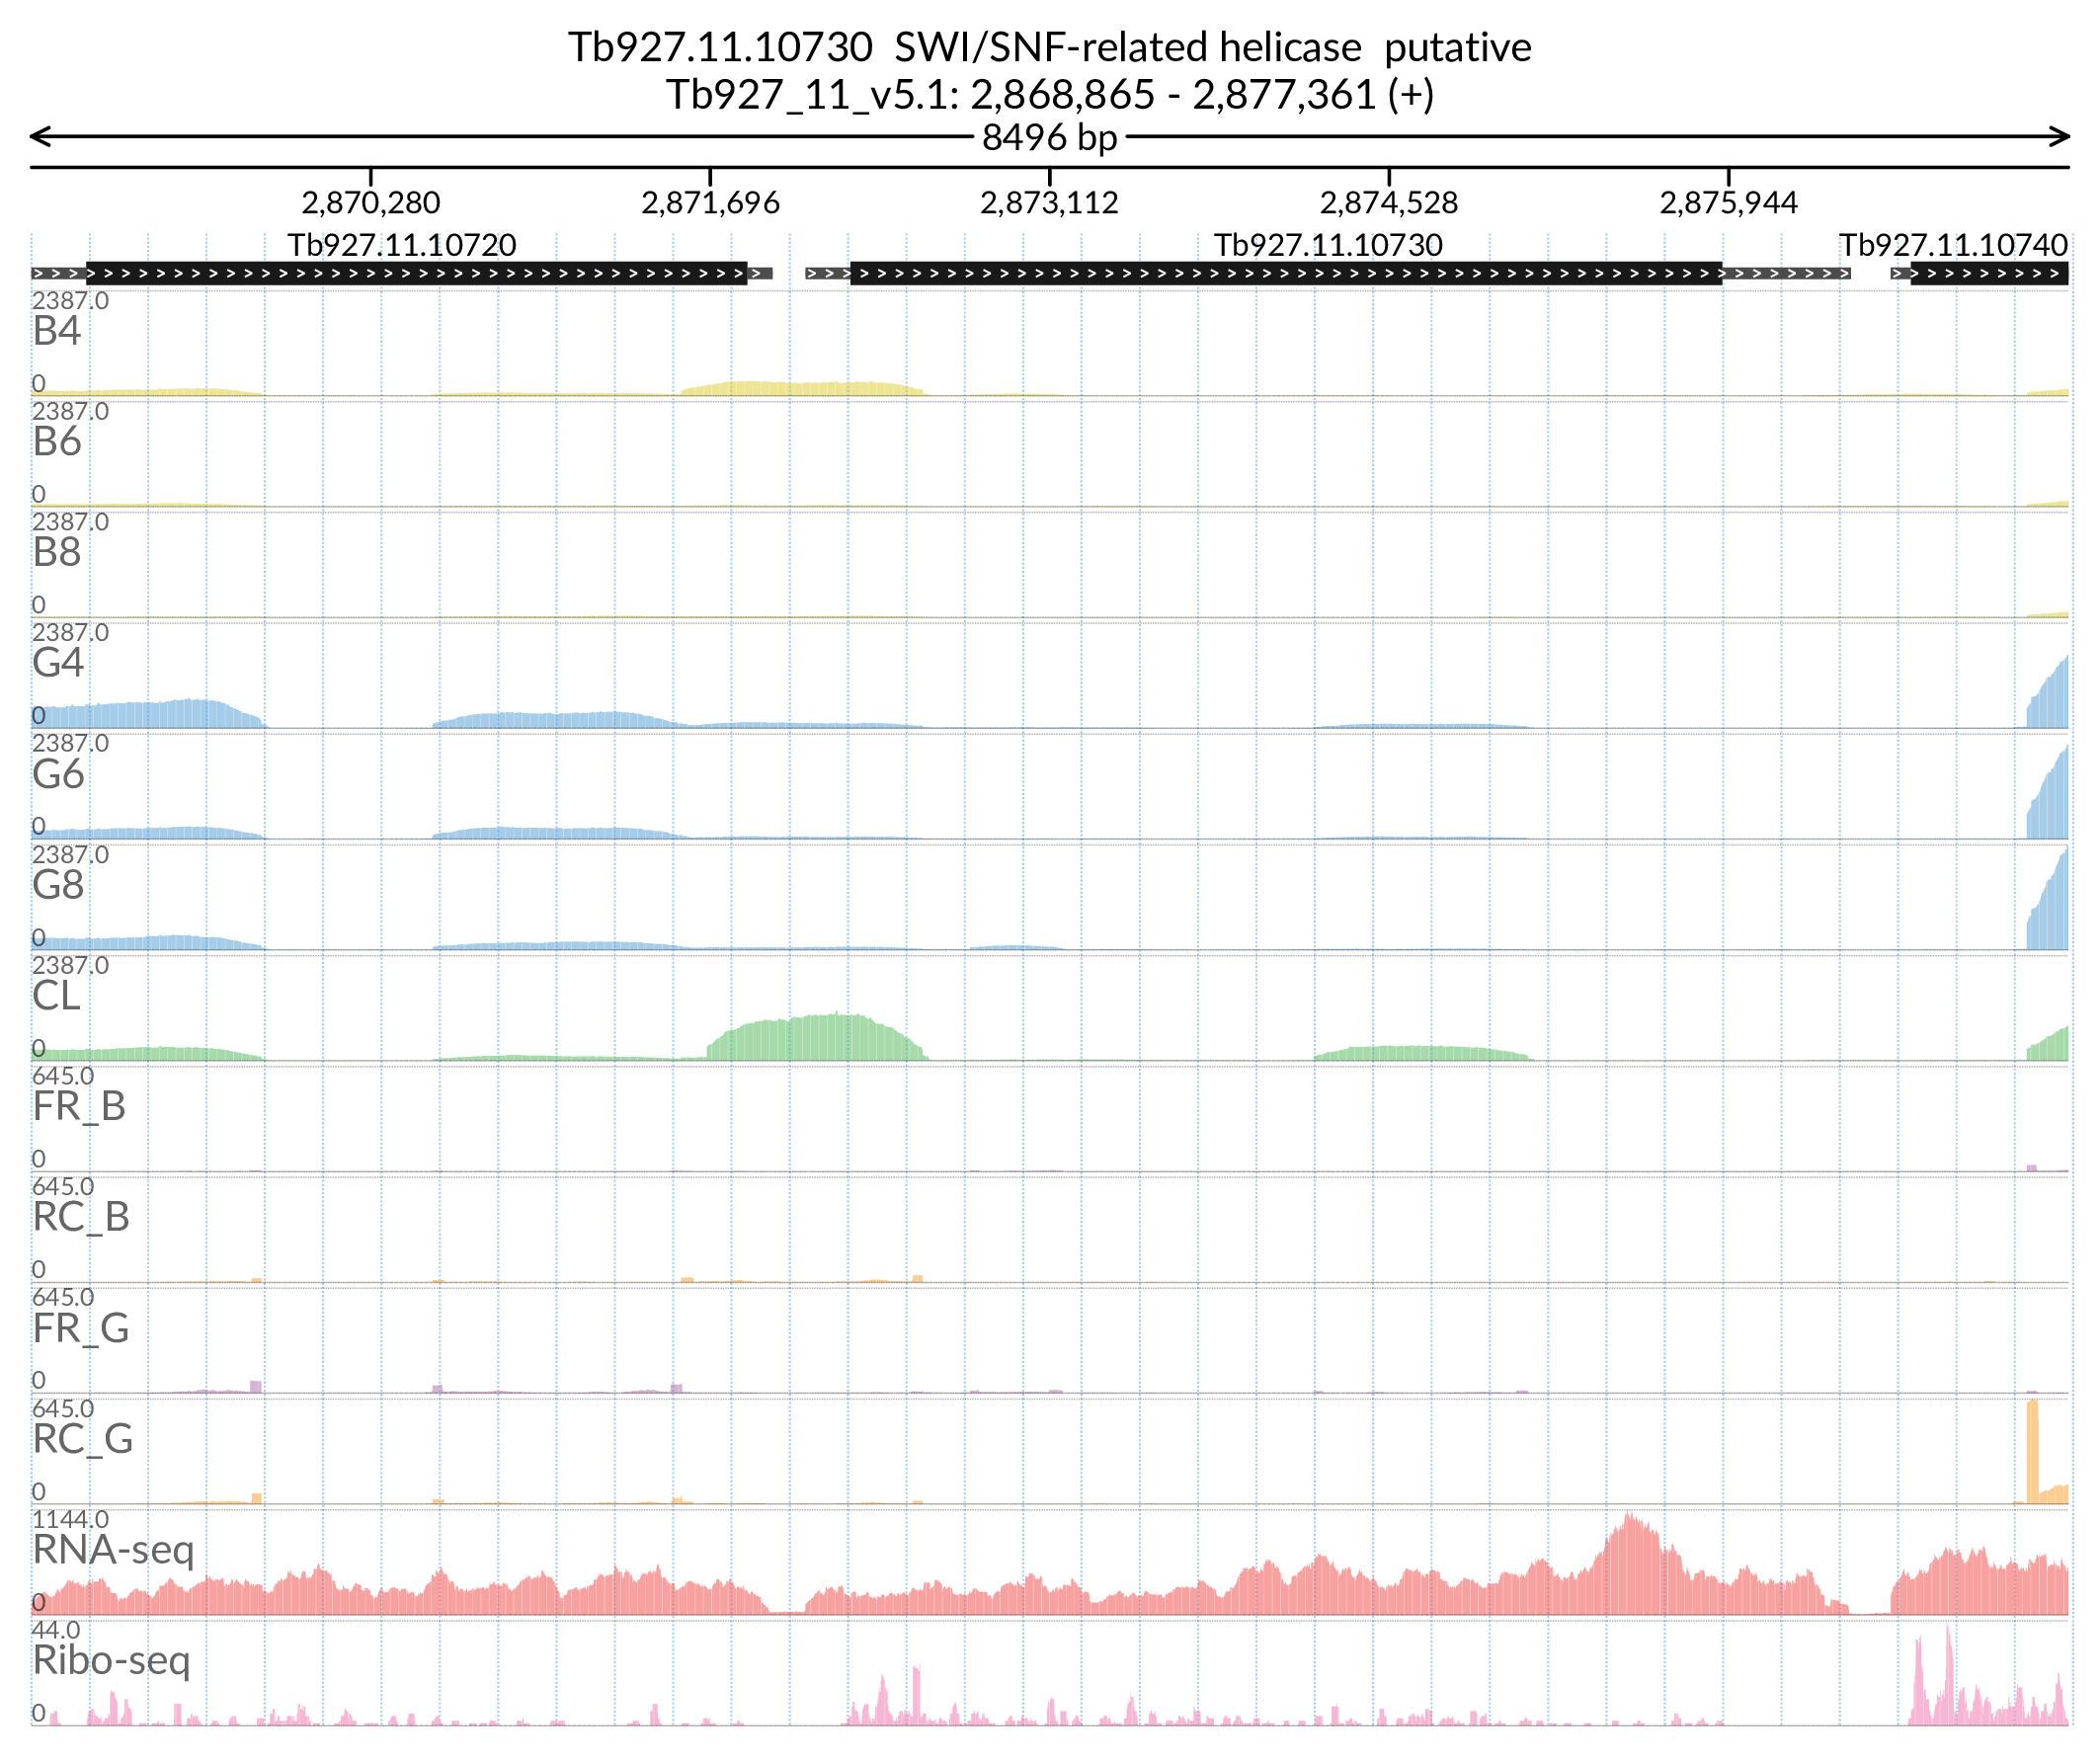 Tb927.11.10730 SWI/SNF-related helicase putative
Tb927_11_v5.1: 2,868,865 - 2,877,361 (+)
8496 bp
2,870,280 2,871,696 2,873,112 2,874,528 2,875,944
Tb927.11.10720 Tb927.11.10730 Tb927.11.10740
2387.0
B4
0
2387.0
B6
0
2387.0
B8
0
2387.0
G4
0
2387.0
G6
0
2387.0
G8
0
2387.0
CL
0
645.0
FR_B
0
645.0
RC_B
0
645.0
FR_G
0
645.0
RC_G
0
1144.0
RNA-seq
0
44.0
Ribo-seq
0